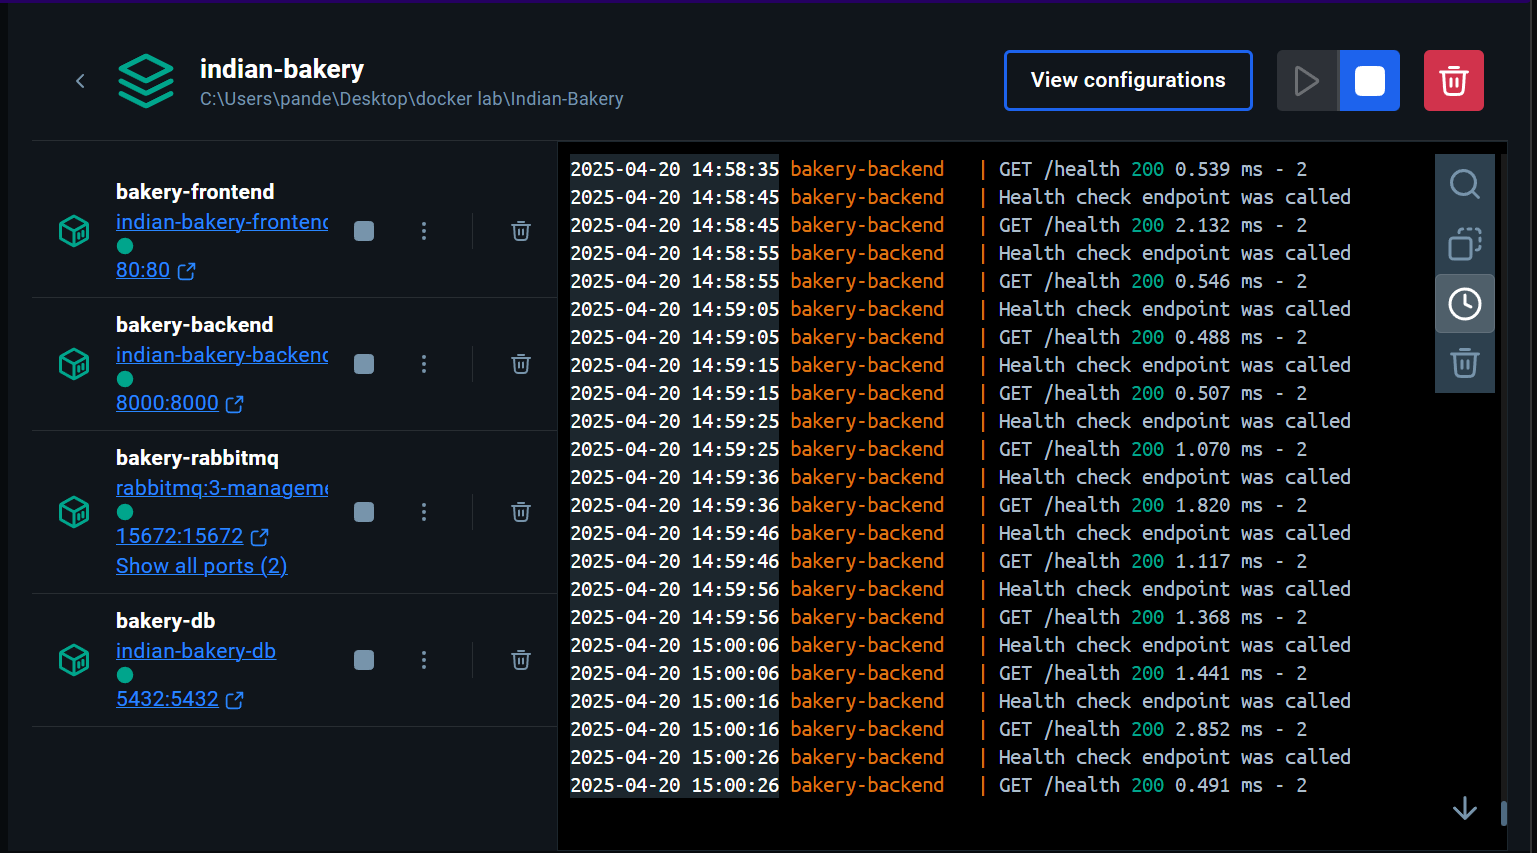 indian-bakery
C:\Users\pande\Desktop\docker lab\Indian-Bakery
View configurations
bakery-frontend
indian-bakery-frontend
80:80
bakery-backend
indian-bakery-backend
8000:8000
bakery-rabbitmq
rabbitmq:3-manageme
15672:15672
Show all ports (2)
bakery-db
indian-bakery-db
5432:5432
2025-04-20 14:58:35 bakery-backend | GET /health 200 0.539 ms - 2
2025-04-20 14:58:45 bakery-backend | Health check endpoint was called
2025-04-20 14:58:45 bakery-backend | GET /health 200 2.132 ms - 2
2025-04-20 14:58:55 bakery-backend | Health check endpoint was called
2025-04-20 14:58:55 bakery-backend | GET /health 200 0.546 ms - 2
2025-04-20 14:59:05 bakery-backend | Health check endpoint was called
2025-04-20 14:59:05 bakery-backend | GET /health 200 0.488 ms - 2
2025-04-20 14:59:15 bakery-backend | Health check endpoint was called
2025-04-20 14:59:15 bakery-backend | GET /health 200 0.507 ms - 2
2025-04-20 14:59:25 bakery-backend | Health check endpoint was called
2025-04-20 14:59:25 bakery-backend | GET /health 200 1.070 ms - 2
2025-04-20 14:59:36 bakery-backend | Health check endpoint was called
2025-04-20 14:59:36 bakery-backend | GET /health 200 1.820 ms - 2
2025-04-20 14:59:46 bakery-backend | Health check endpoint was called
2025-04-20 14:59:46 bakery-backend | GET /health 200 1.117 ms - 2
2025-04-20 14:59:56 bakery-backend | Health check endpoint was called
2025-04-20 14:59:56 bakery-backend | GET /health 200 1.368 ms - 2
2025-04-20 15:00:06 bakery-backend | Health check endpoint was called
2025-04-20 15:00:06 bakery-backend | GET /health 200 1.441 ms - 2
2025-04-20 15:00:16 bakery-backend | Health check endpoint was called
2025-04-20 15:00:16 bakery-backend | GET /health 200 2.852 ms - 2
2025-04-20 15:00:26 bakery-backend | Health check endpoint was called
2025-04-20 15:00:26 bakery-backend | GET /health 200 0.491 ms - 2